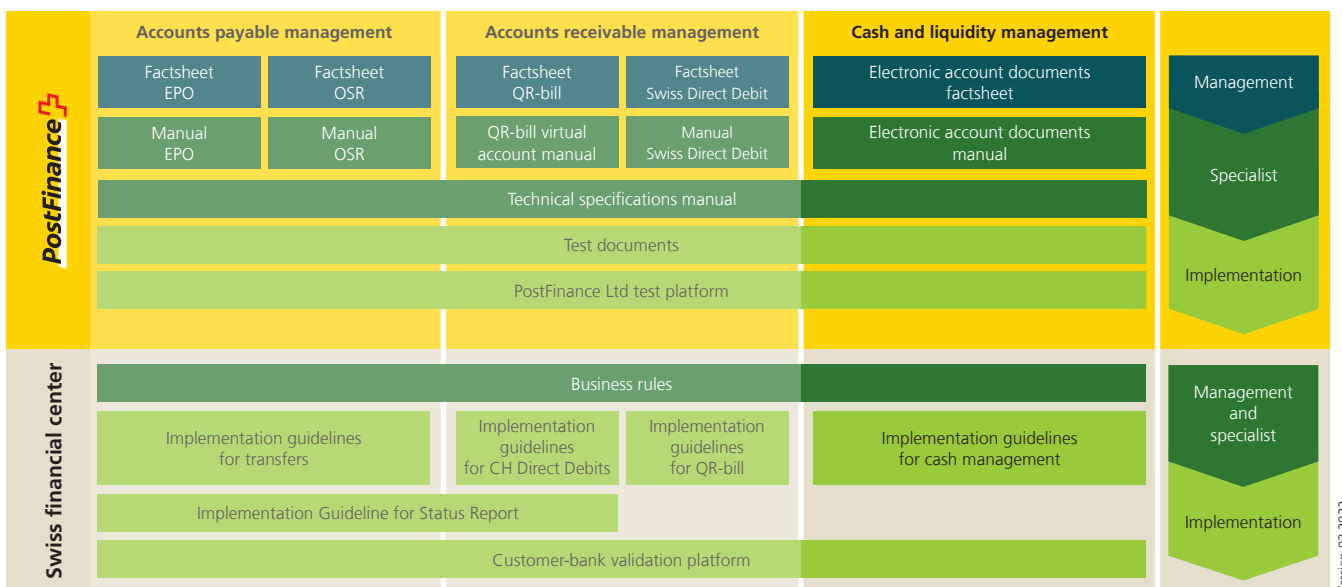 Accounts payable management
Accounts receivable management
Cash and liquidity management
PostFinance
Factsheet
EPO
Factsheet
OSR
Factsheet
QR-bill
Factsheet
Swiss Direct Debit
Electronic account documents
factsheet
Management
Manual
EPO
Manual
OSR
QR-bill virtual
account manual
Manual
Swiss Direct Debit
Electronic account documents
manual
Specialist
Technical specifications manual
Test documents
Implementation
PostFinance Ltd test platform
Swiss financial center
Business rules
Management
and
specialist
Implementation guidelines
for transfers
Implementation
guidelines
for CH Direct Debits
Implementation
guidelines
for QR-bill
Implementation guidelines
for cash management
Implementation Guideline for Status Report
Implementation
Customer-bank validation platform